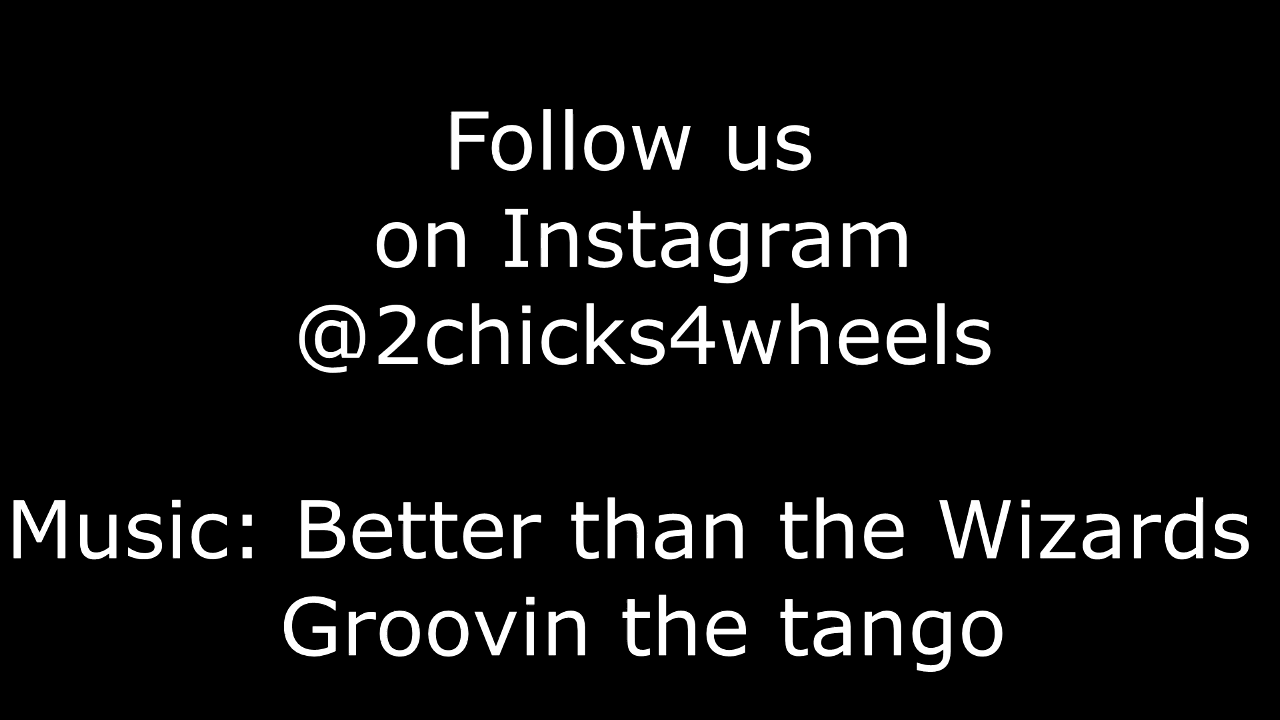 Follow us
on Instagram
@2chicks4wheels
Music: Better than the Wizards
Groovin the tango